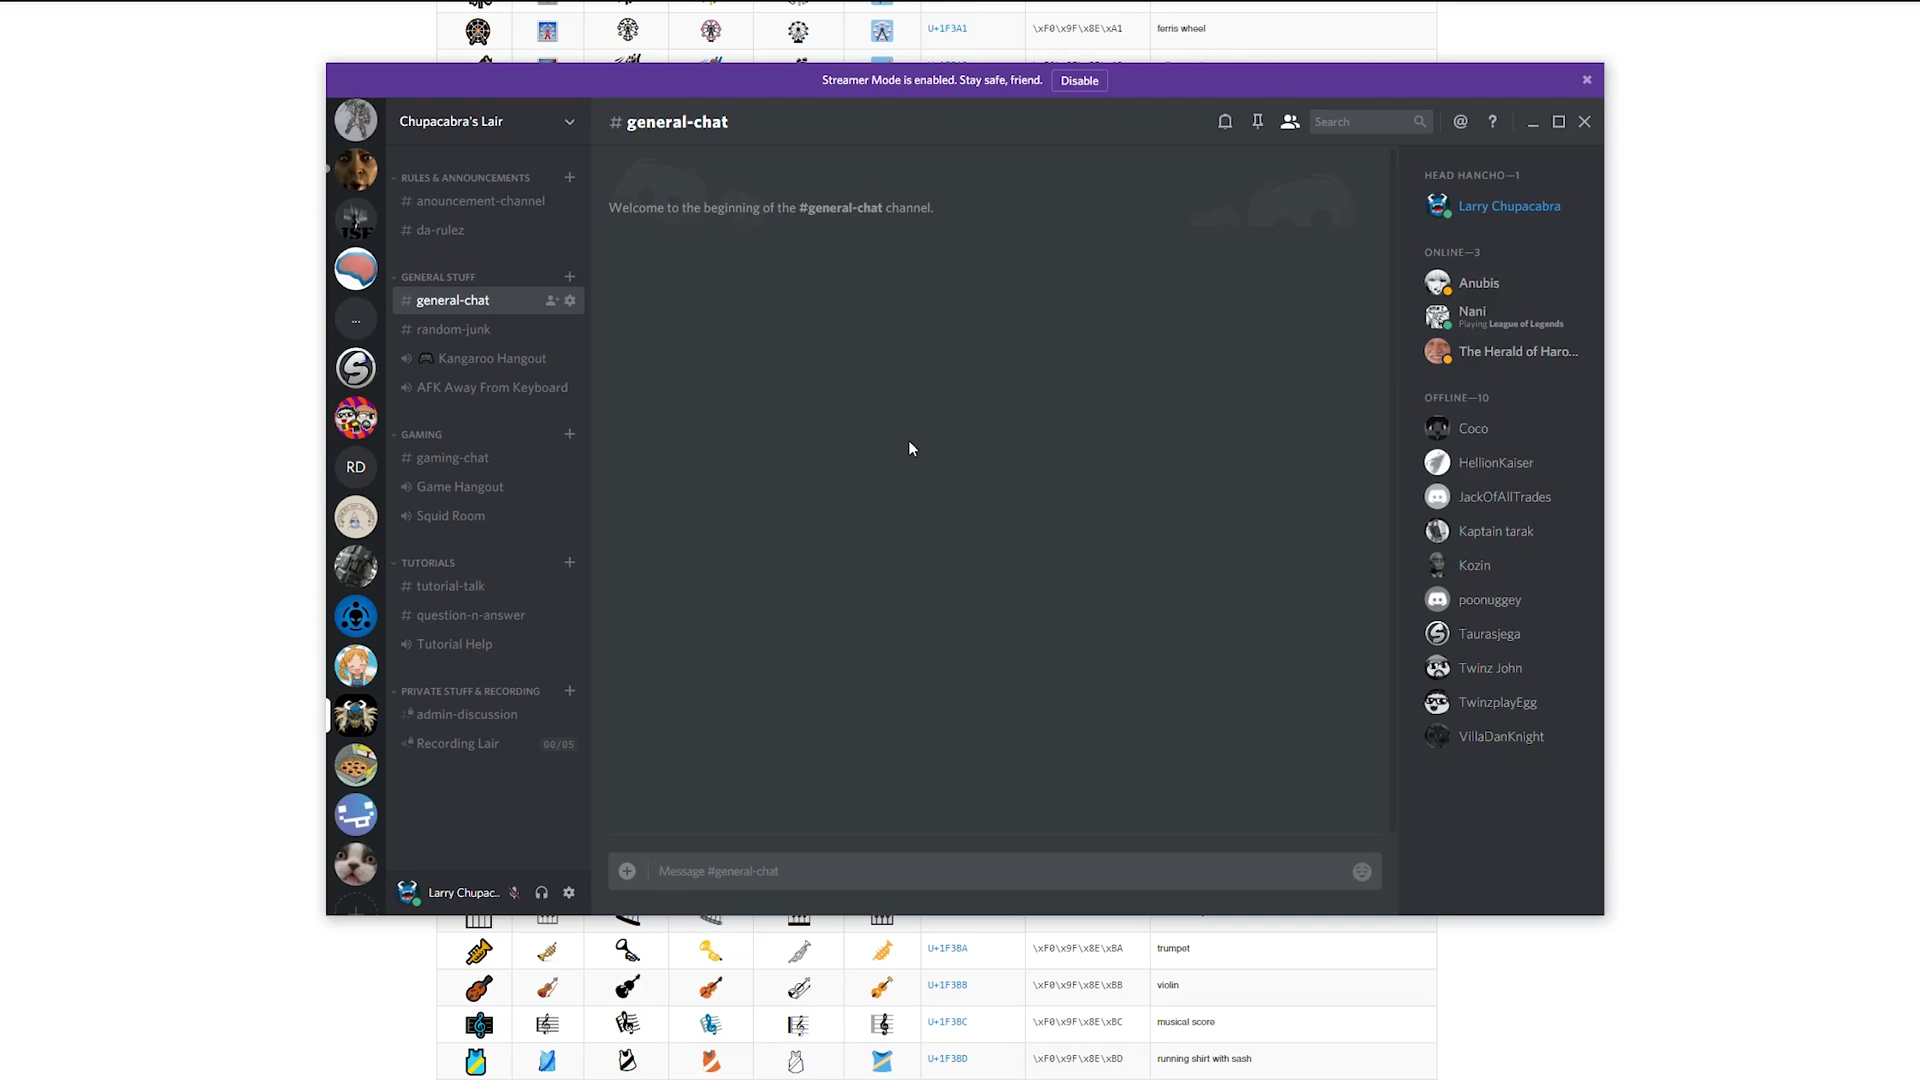 U+1F3A1 \xF0\x9F\x8E\xA1 ferris wheel
Streamer Mode is enabled. Stay safe, friend. Disable
Chupacabra's Lair
# general-chat
Search
@ ?
RULES & ANNOUNCEMENTS +
# anouncement-channel
# da-rulez
GENERAL STUFF +
# general-chat
# random-junk
Kangaroo Hangout
AFK Away From Keyboard
GAMING +
# gaming-chat
Game Hangout
Squid Room
TUTORIALS +
# tutorial-talk
# question-n-answer
Tutorial Help
PRIVATE STUFF & RECORDING +
admin-discussion
Recording Lair 00/05
Larry Chupac..
...
RD
Welcome to the beginning of the #general-chat channel.
Message #general-chat
HEAD HANCHO—1
Larry Chupacabra
ONLINE—3
Anubis
Nani
Playing League of Legends
The Herald of Haro...
OFFLINE—10
Coco
HellionKaiser
JackOfAllTrades
Kaptain tarak
Kozin
poonuggey
Taurasjega
Twinz John
TwinzplayEgg
VillaDanKnight
U+1F3BA \xF0\x9F\x8E\xBA trumpet
U+1F3BB \xF0\x9F\x8E\xBB violin
U+1F3BC \xF0\x9F\x8E\xBC musical score
U+1F3BD \xF0\x9F\x8E\xBD running shirt with sash